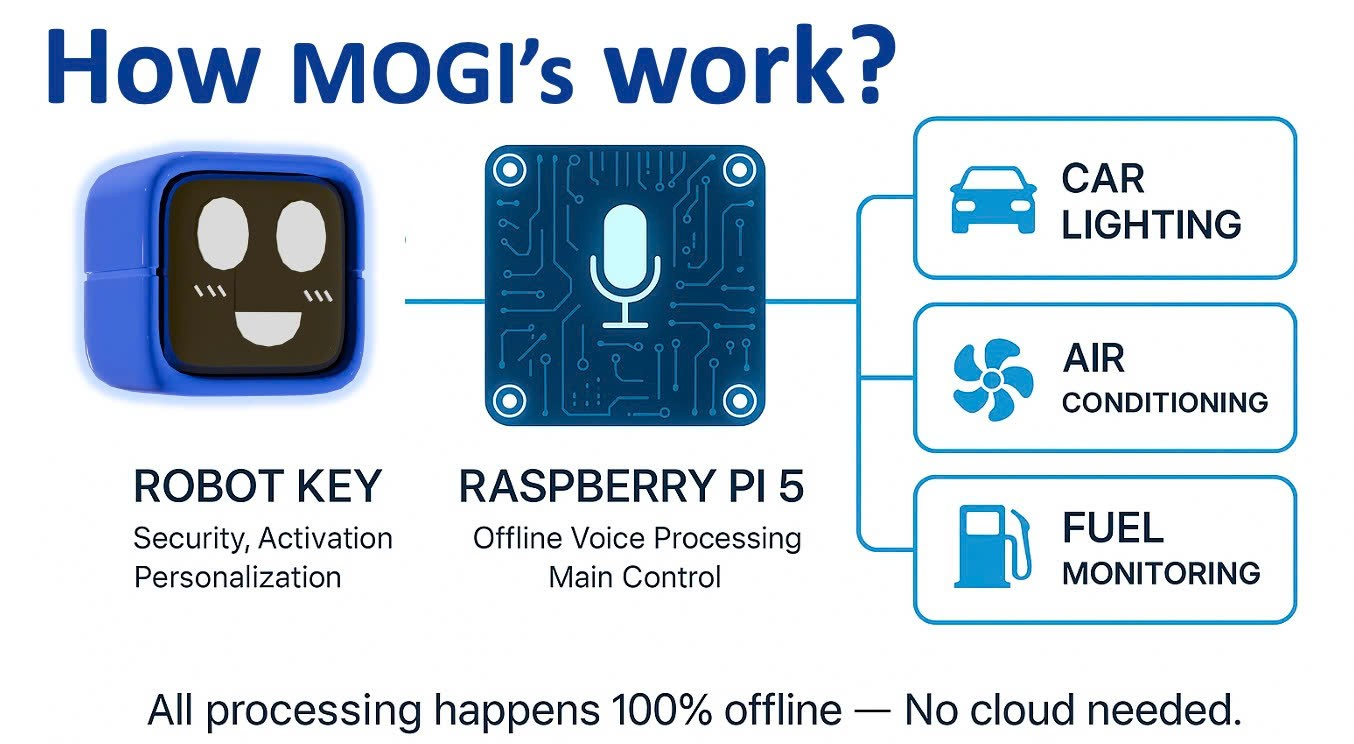 How MOGI’s work?
ROBOT KEY
Security, Activation
Personalization
RASPBERRY PI 5
Offline Voice Processing
Main Control
CAR
LIGHTING
AIR
CONDITIONING
FUEL
MONITORING
All processing happens 100% offline — No cloud needed.